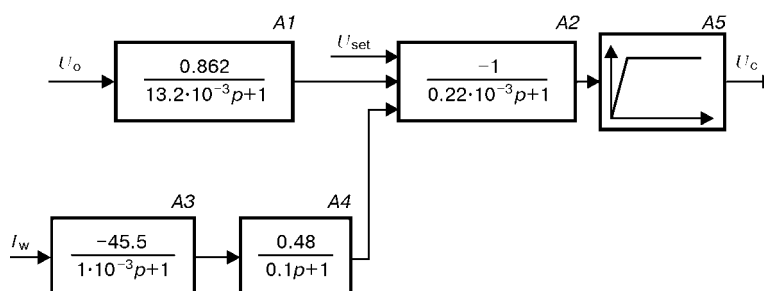 A1
A2
A5
U_set
U_o
0.862
13.2·10⁻³p+1
−1
0.22·10⁻³p+1
U_c
A3
A4
I_w
−45.5
1·10⁻³p+1
0.48
0.1p+1